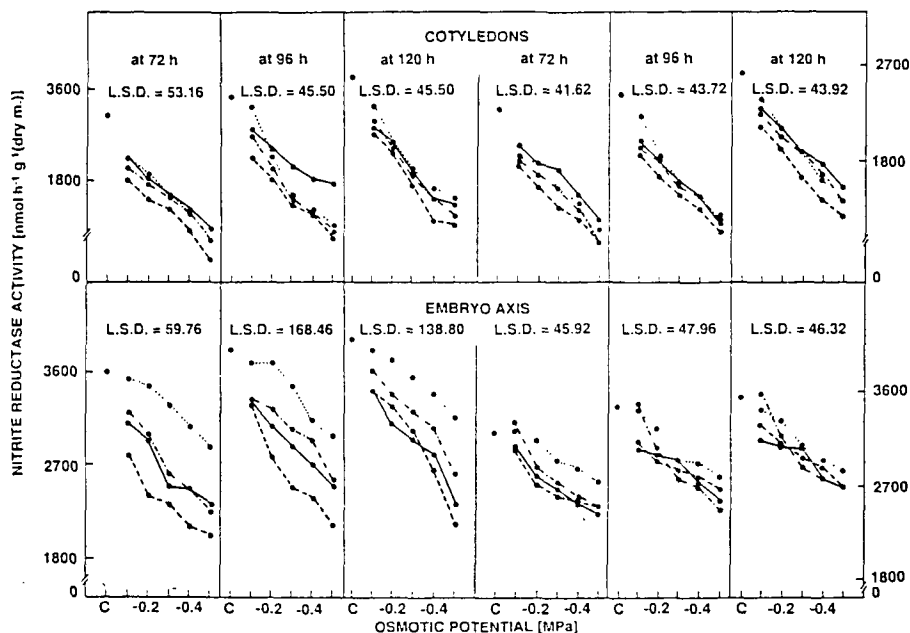 COTYLEDONS
at 72 h at 96 h at 120 h at 72 h at 96 h at 120 h
L.S.D. = 53.16 L.S.D. = 45.50 L.S.D. = 45.50 L.S.D. = 41.62 L.S.D. = 43.72 L.S.D. = 43.92
3600
1800
0
2700
1800
0
EMBRYO AXIS
L.S.D. = 59.76 L.S.D. = 168.46 L.S.D. = 138.80 L.S.D. = 45.92 L.S.D. = 47.96 L.S.D. = 46.32
3600
2700
1800
0
3600
2700
1800
0
NITRITE REDUCTASE ACTIVITY [nmol h⁻¹ g⁻¹(dry m.)]
C -0.2 -0.4 C -0.2 -0.4 C -0.2 -0.4 C -0.2 -0.4 C -0.2 -0.4 C -0.2 -0.4
OSMOTIC POTENTIAL [MPa]